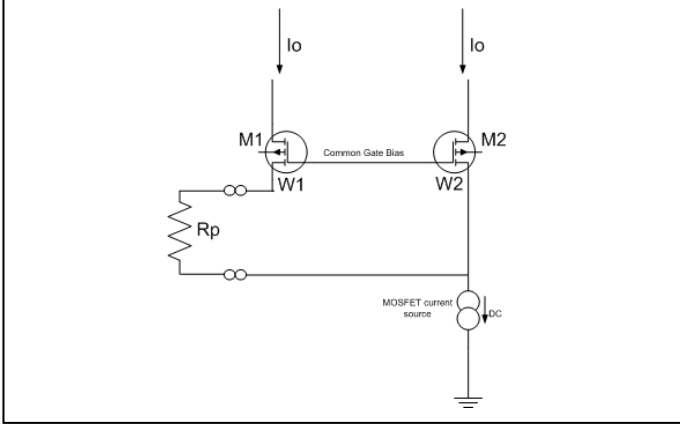 Io
Io
M1
M2
Common Gate Bias
W1
W2
Rp
MOSFET current
source
DC